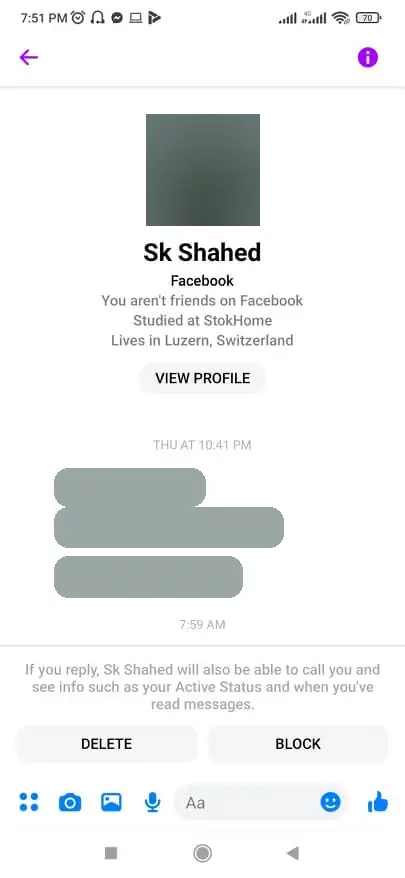 7:51 PM
4G
70
Sk Shahed
Facebook
You aren't friends on Facebook
Studied at StokHome
Lives in Luzern, Switzerland
VIEW PROFILE
THU AT 10:41 PM
7:59 AM
If you reply, Sk Shahed will also be able to call you and
see info such as your Active Status and when you've
read messages.
DELETE
BLOCK
Aa